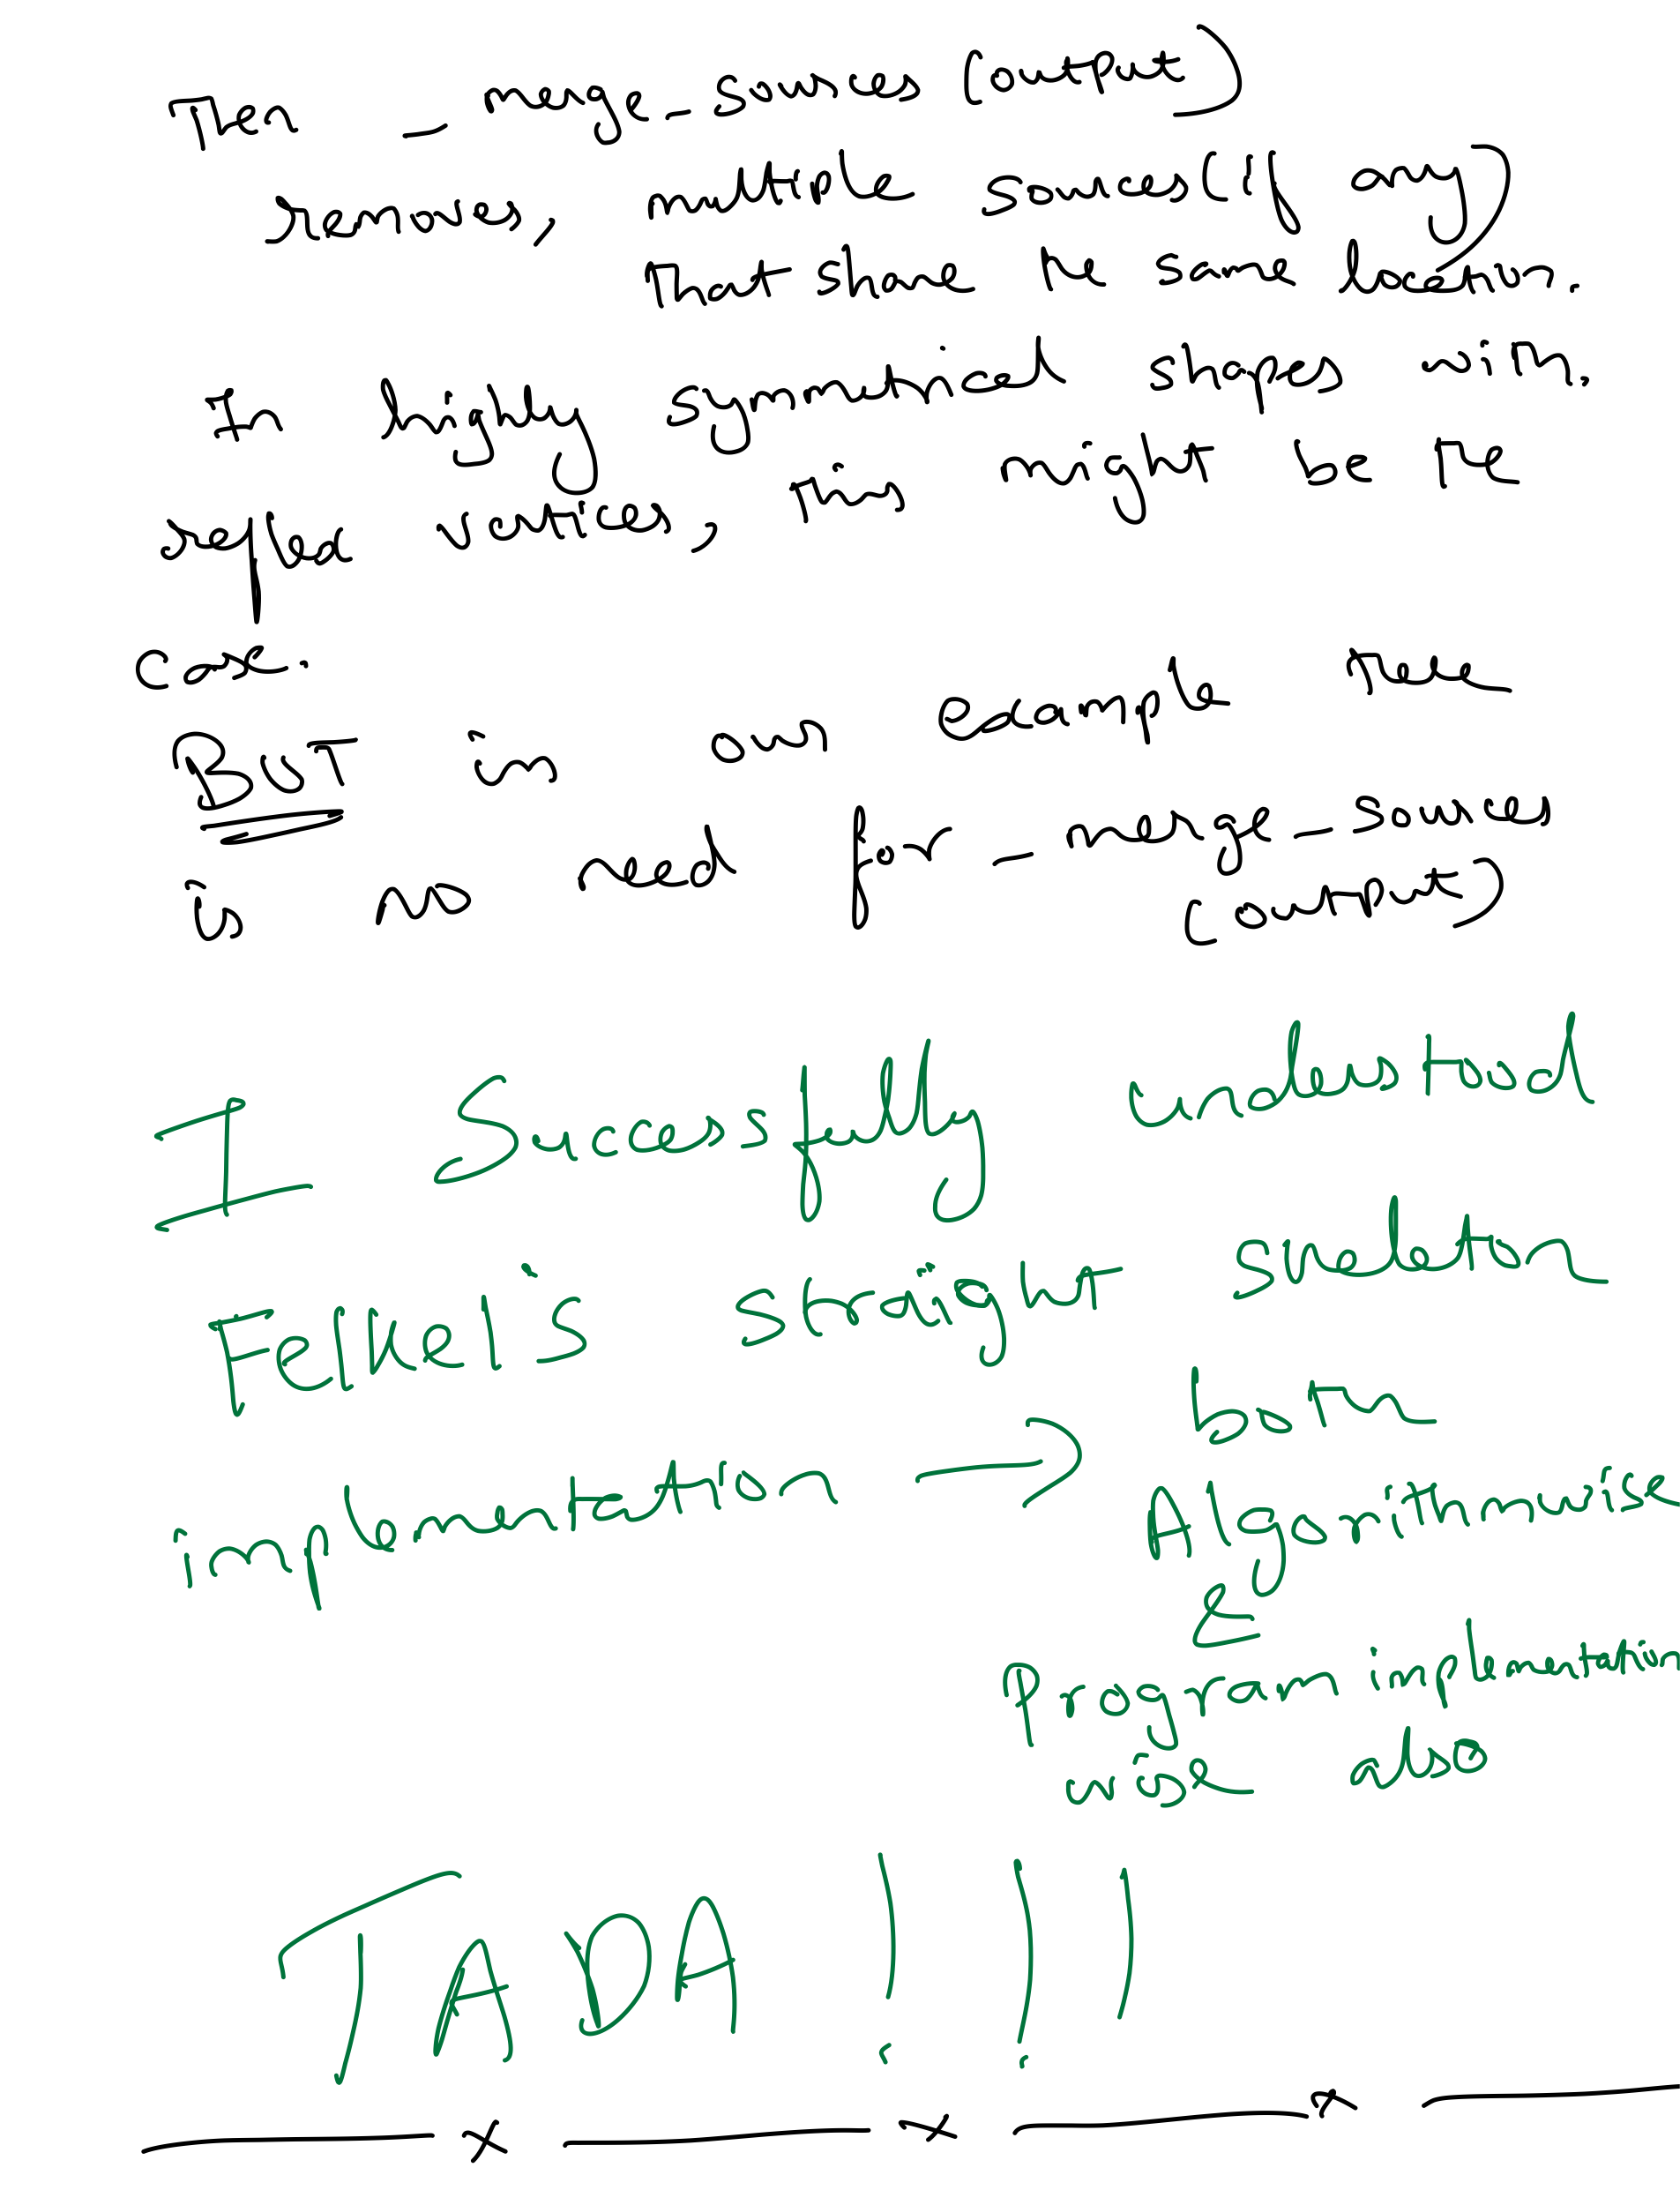 Then _merge_sources (output)
removes, multiple sources (if any)
that share the same location.
In highly symmetrical shapes with
reflex vertices, this might be the
case.
BUT in our example there
is no need for _merge_sources
(output)
I Successfully understood
Felkel's straight skeleton
implementation → both
Algorithm wise
&
program implementation
wise also
TADA!!!